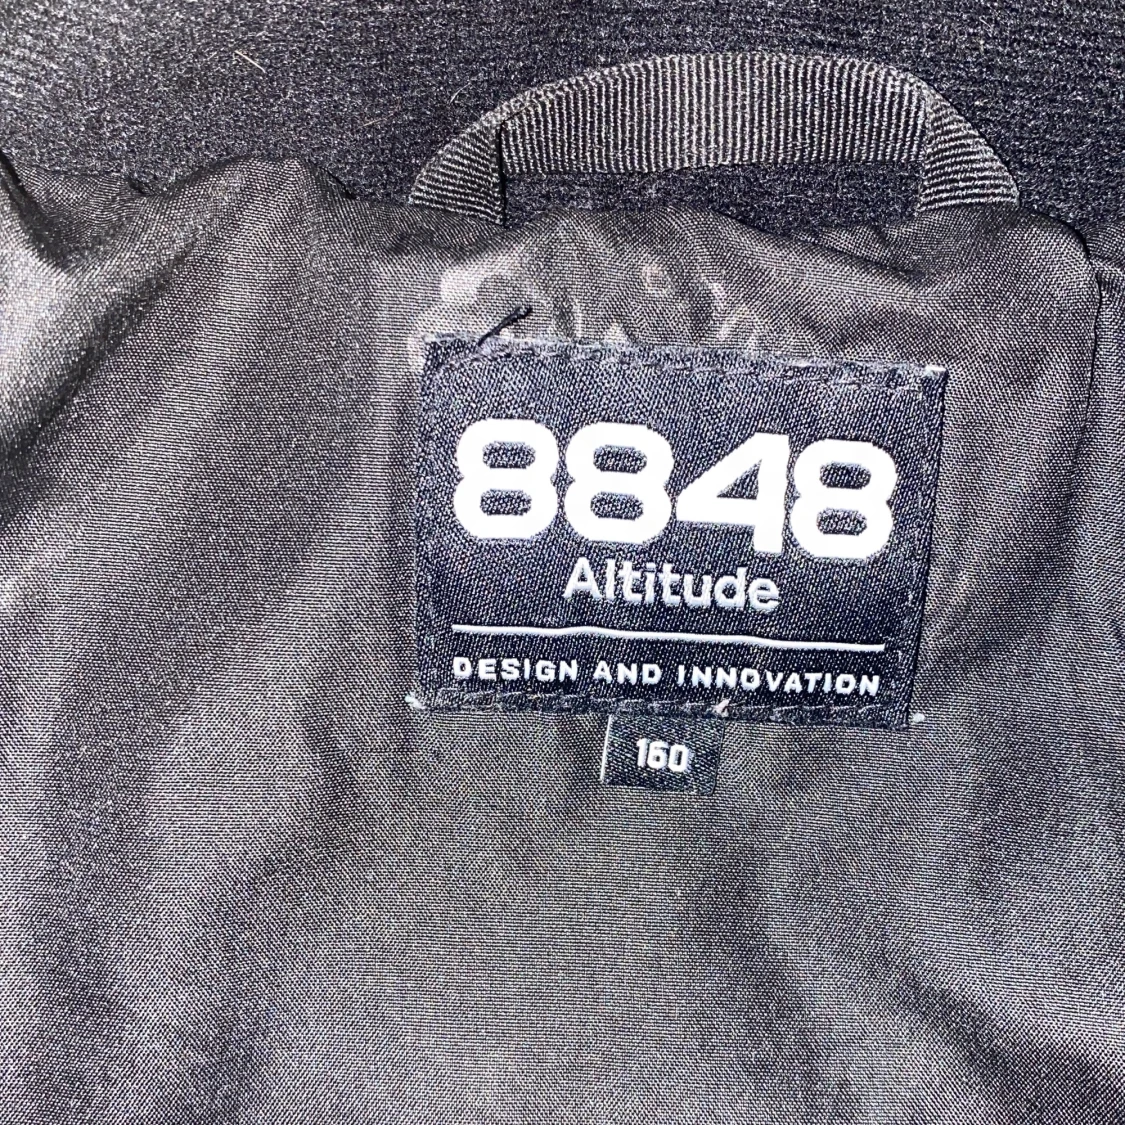 8848
Altitude
DESIGN AND INNOVATION
160